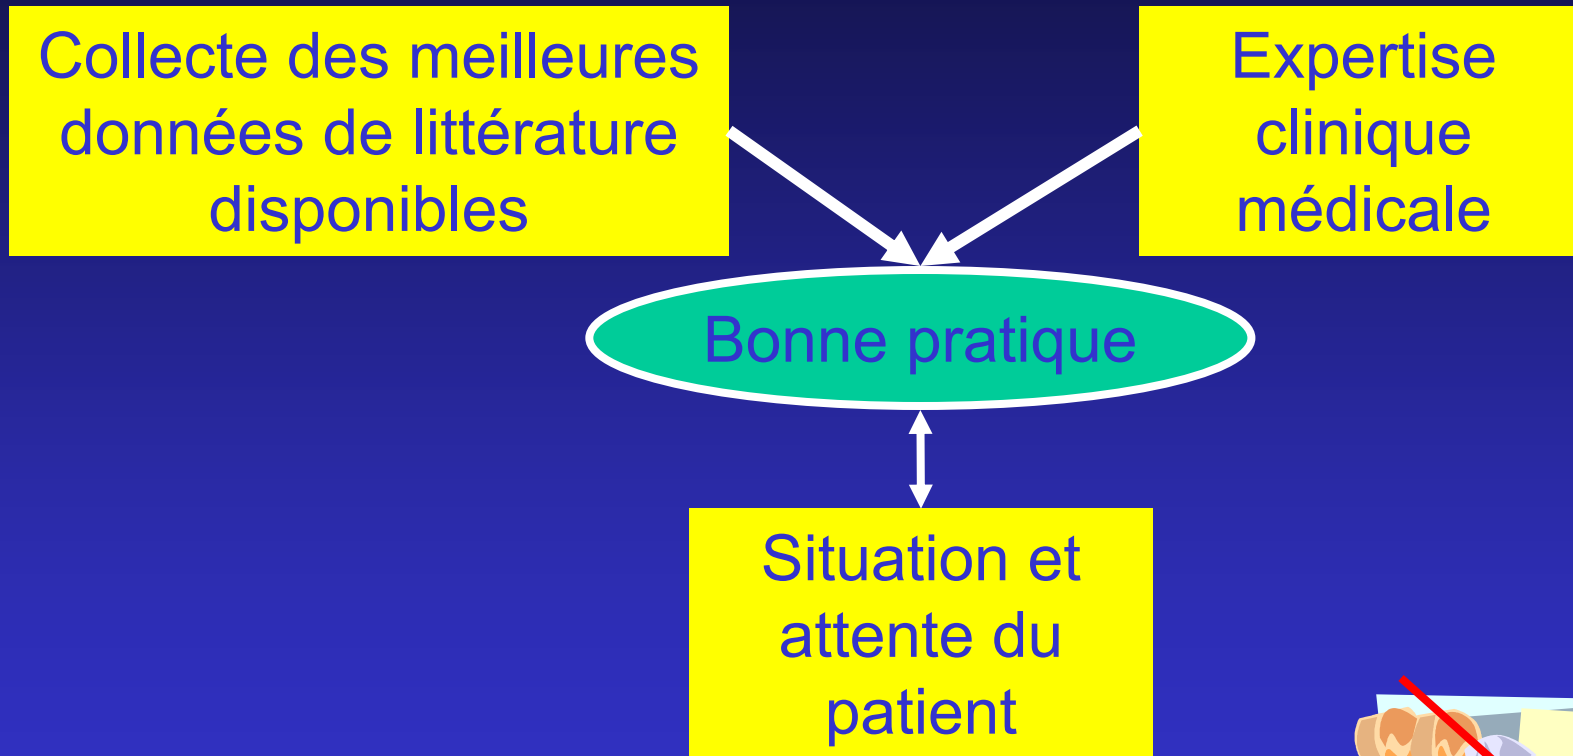 Collecte des meilleures
données de littérature
disponibles
Expertise
clinique
médicale
Bonne pratique
Situation et
attente du
patient